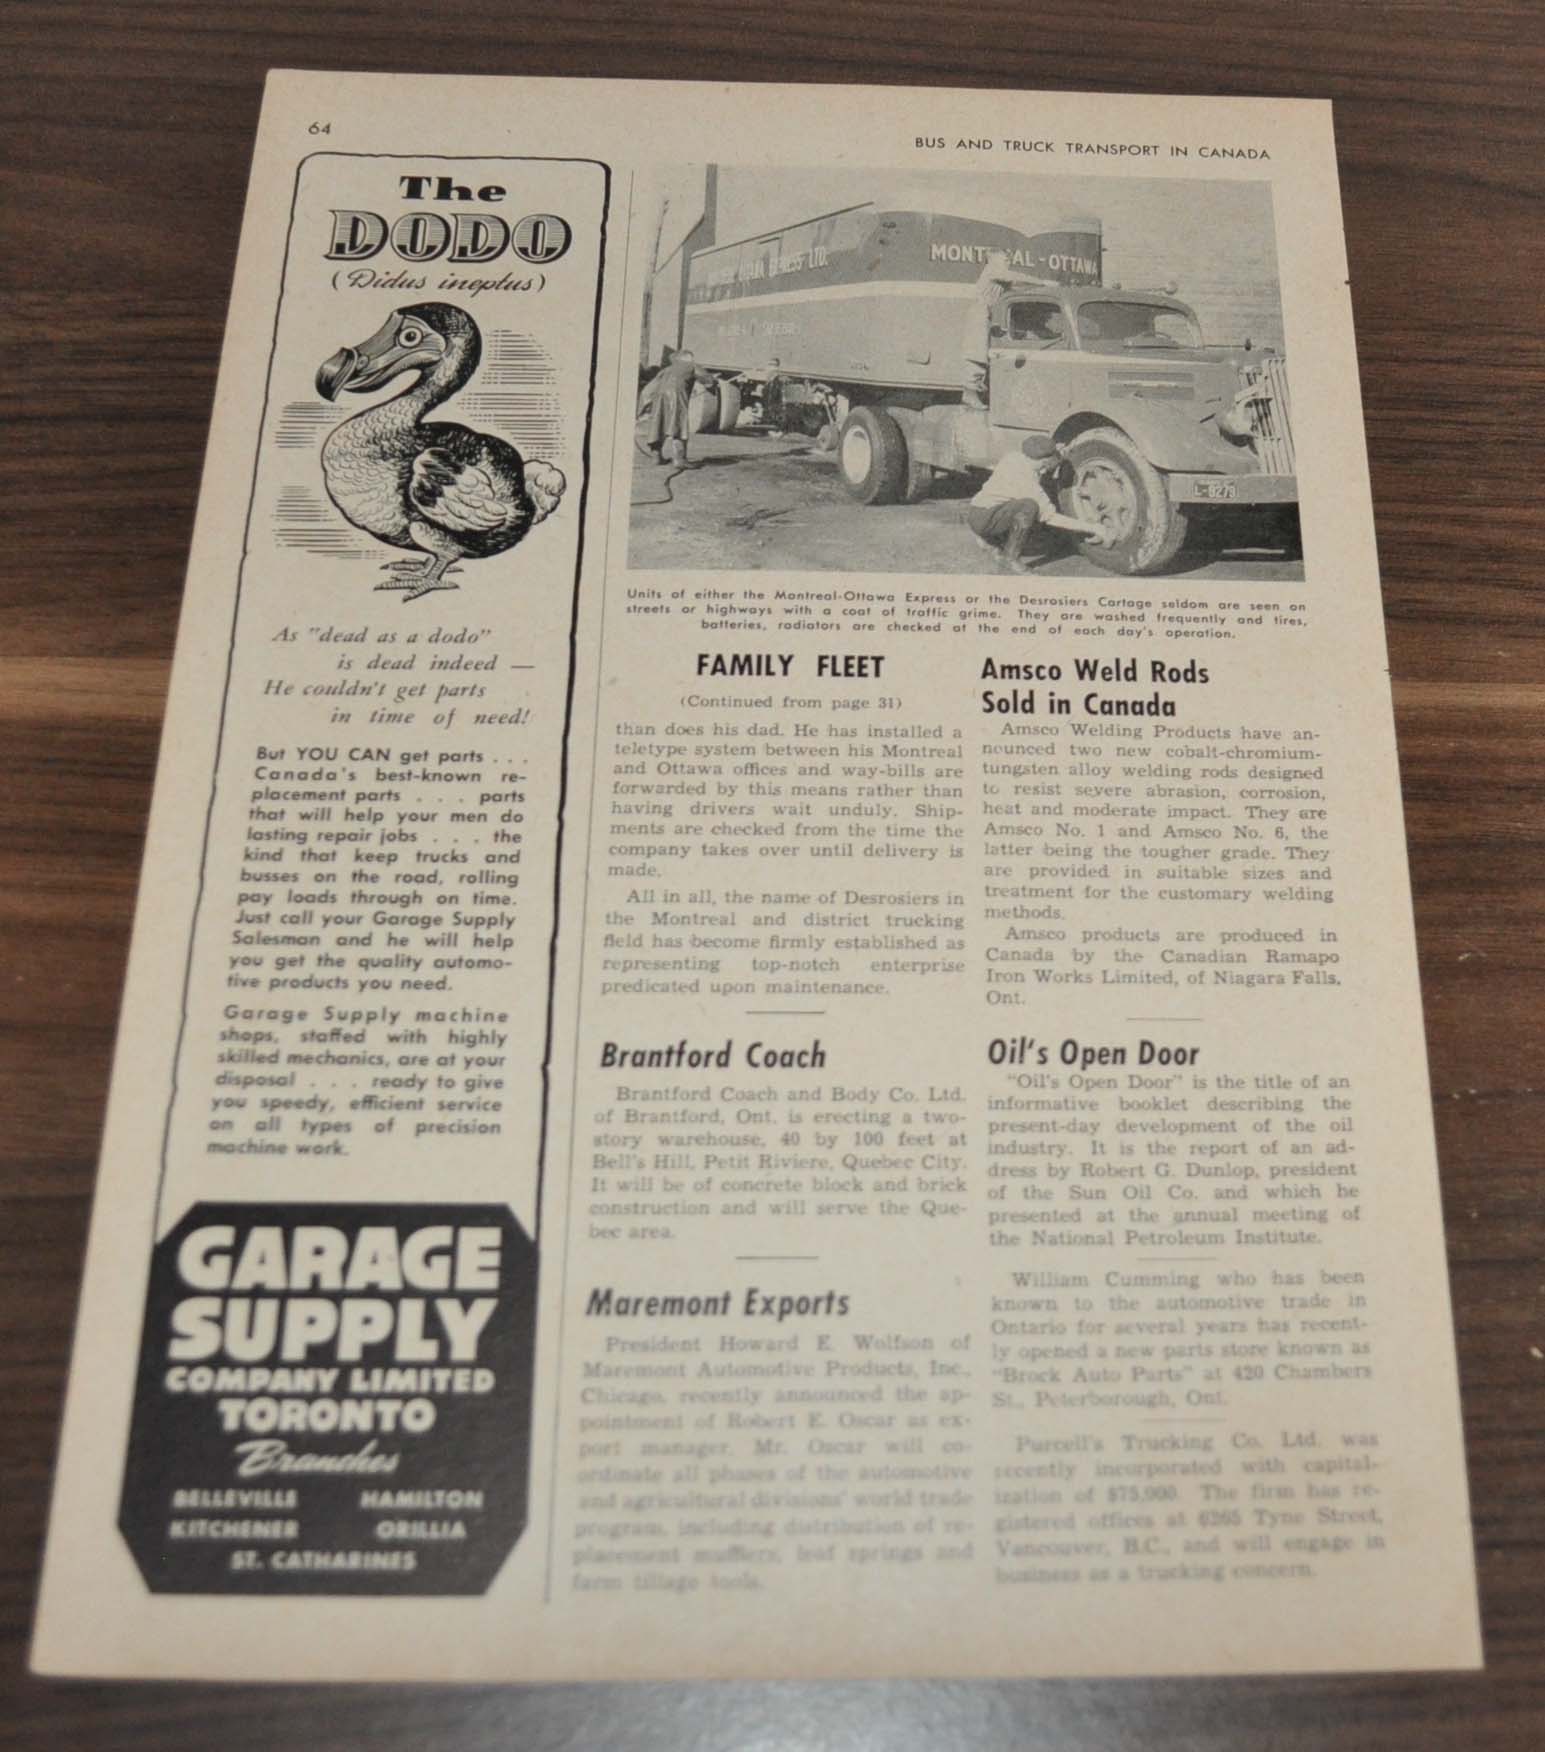 64
BUS AND TRUCK TRANSPORT IN CANADA
The
DODO
(Didus ineptus)
As "dead as a dodo"
is dead indeed —
He couldn't get parts
in time of need!
But YOU CAN get parts . . .
Canada's best-known re-
placement parts . . . parts
that will help your men do
lasting repair jobs . . . the
kind that keep trucks and
busses on the road, rolling
pay loads through on time.
Just call your Garage Supply
Salesman and he will help
you get the quality automo-
tive products you need.
Garage Supply machine
shops, staffed with highly
skilled mechanics, are at your
disposal . . . ready to give
you speedy, efficient service
on all types of precision
machine work.
GARAGE
SUPPLY
COMPANY LIMITED
TORONTO
Branches
BELLEVILLE HAMILTON
KITCHENER ORILLIA
ST. CATHARINES
EXPRESS LTD.
MONT AL-OTTAWA
L-8279
Units of either the Montreal-Ottawa Express or the Desrosiers Cartage seldom are seen on
streets or highways with a coat of traffic grime. They are washed frequently and tires,
batteries, radiators are checked at the end of each day's operation.
FAMILY FLEET
(Continued from page 31)
than does his dad. He has installed a
teletype system between his Montreal
and Ottawa offices and way-bills are
forwarded by this means rather than
having drivers wait unduly. Ship-
ments are checked from the time the
company takes over until delivery is
made.
All in all, the name of Desrosiers in
the Montreal and district trucking
field has become firmly established as
representing top-notch enterprise
predicated upon maintenance.
Brantford Coach
Brantford Coach and Body Co. Ltd.
of Brantford, Ont. is erecting a two-
story warehouse, 40 by 100 feet at
Bell's Hill, Petit Riviere, Quebec City.
It will be of concrete block and brick
construction and will serve the Que-
bec area.
Maremont Exports
President Howard E. Wolfson of
Maremont Automotive Products, Inc.,
Chicago, recently announced the ap-
pointment of Robert E. Oscar as ex-
port manager. Mr. Oscar will co-
ordinate all phases of the automotive
and agricultural divisions' world trade
program, including distribution of re-
placement mufflers, leaf springs and
farm tillage tools.
Amsco Weld Rods
Sold in Canada
Amsco Welding Products have an-
nounced two new cobalt-chromium-
tungsten alloy welding rods designed
to resist severe abrasion, corrosion,
heat and moderate impact. They are
Amsco No. 1 and Amsco No. 6, the
latter being the tougher grade. They
are provided in suitable sizes and
treatment for the customary welding
methods.
Amsco products are produced in
Canada by the Canadian Ramapo
Iron Works Limited, of Niagara Falls,
Ont.
Oil's Open Door
"Oil's Open Door" is the title of an
informative booklet describing the
present-day development of the oil
industry. It is the report of an ad-
dress by Robert G. Dunlop, president
of the Sun Oil Co. and which he
presented at the annual meeting of
the National Petroleum Institute.
William Cumming who has been
known to the automotive trade in
Ontario for several years has recent-
ly opened a new parts store known as
"Brock Auto Parts" at 420 Chambers
St., Peterborough, Ont.
Purcell's Trucking Co. Ltd. was
recently incorporated with capital-
ization of $75,000. The firm has re-
gistered offices at 6265 Tyne Street,
Vancouver, B.C., and will engage in
business as a trucking concern.